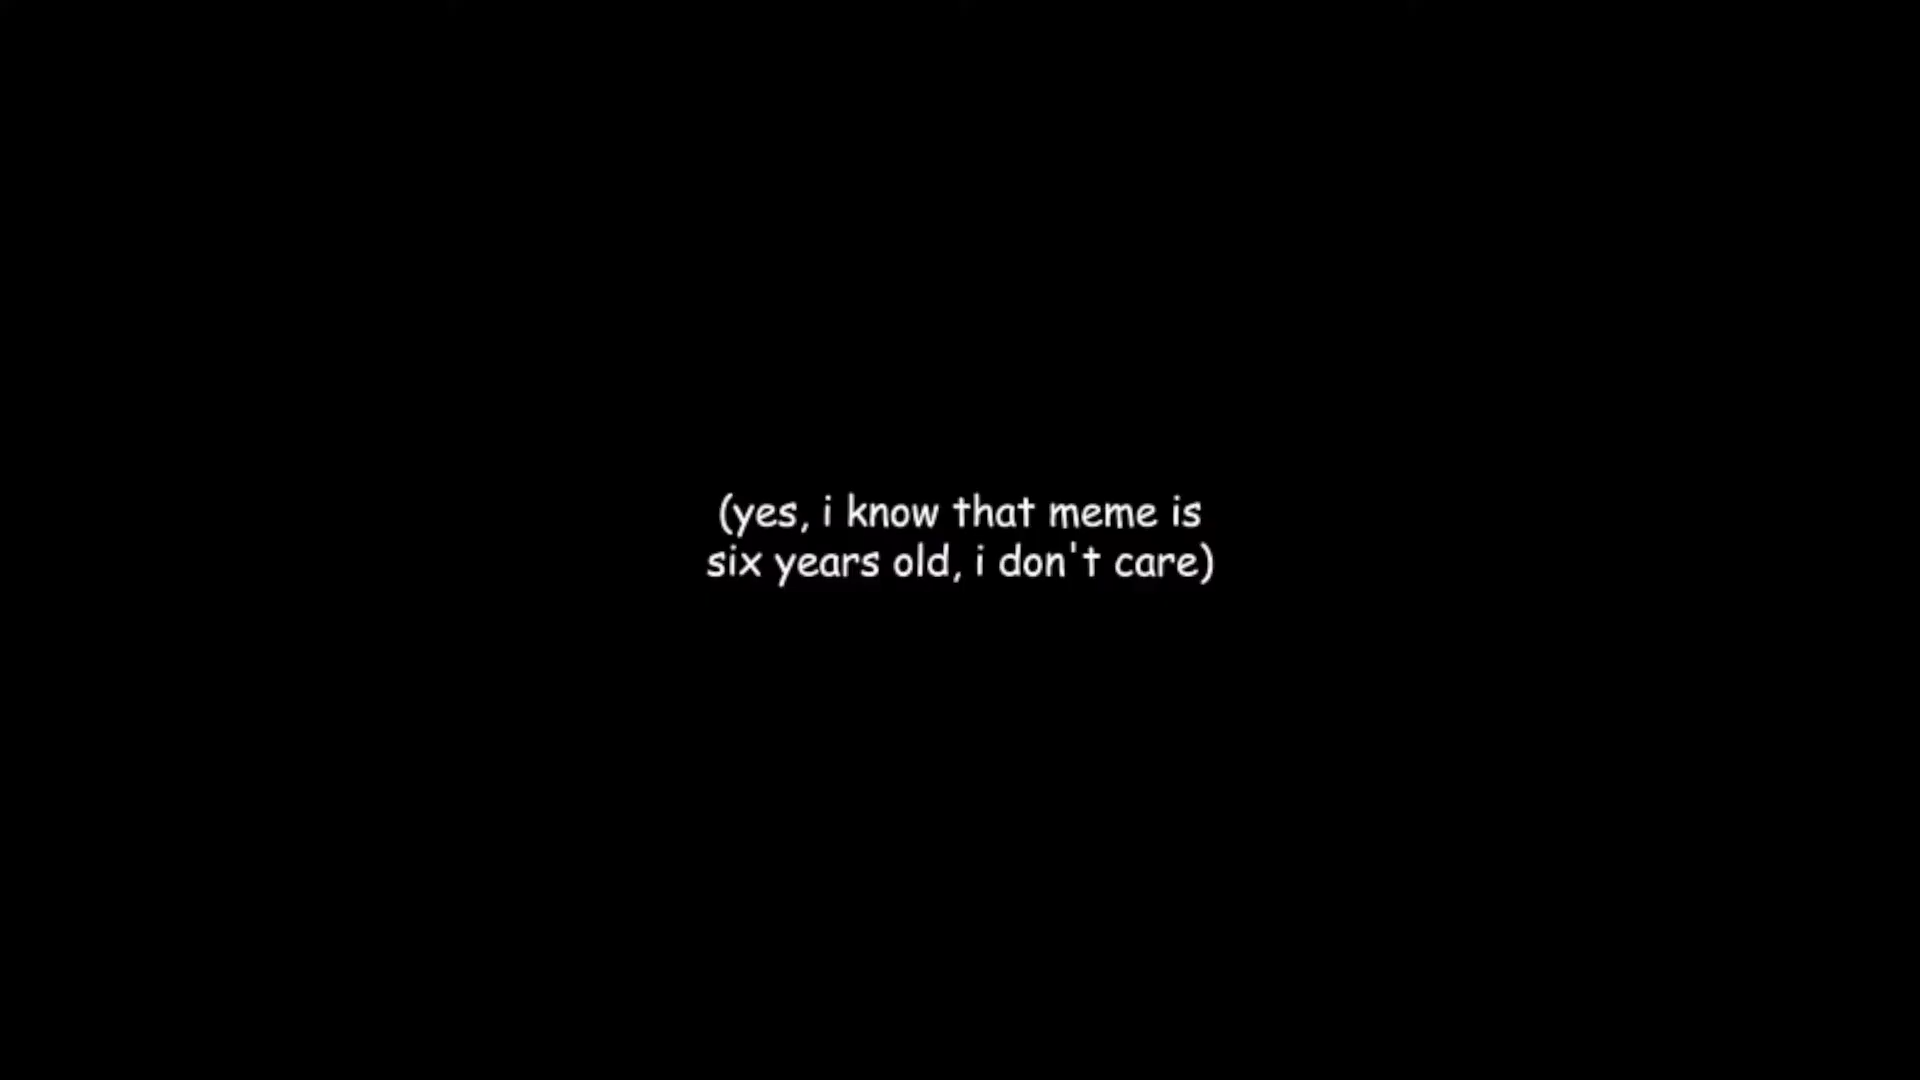 (yes, i know that meme is
six years old, i don't care)